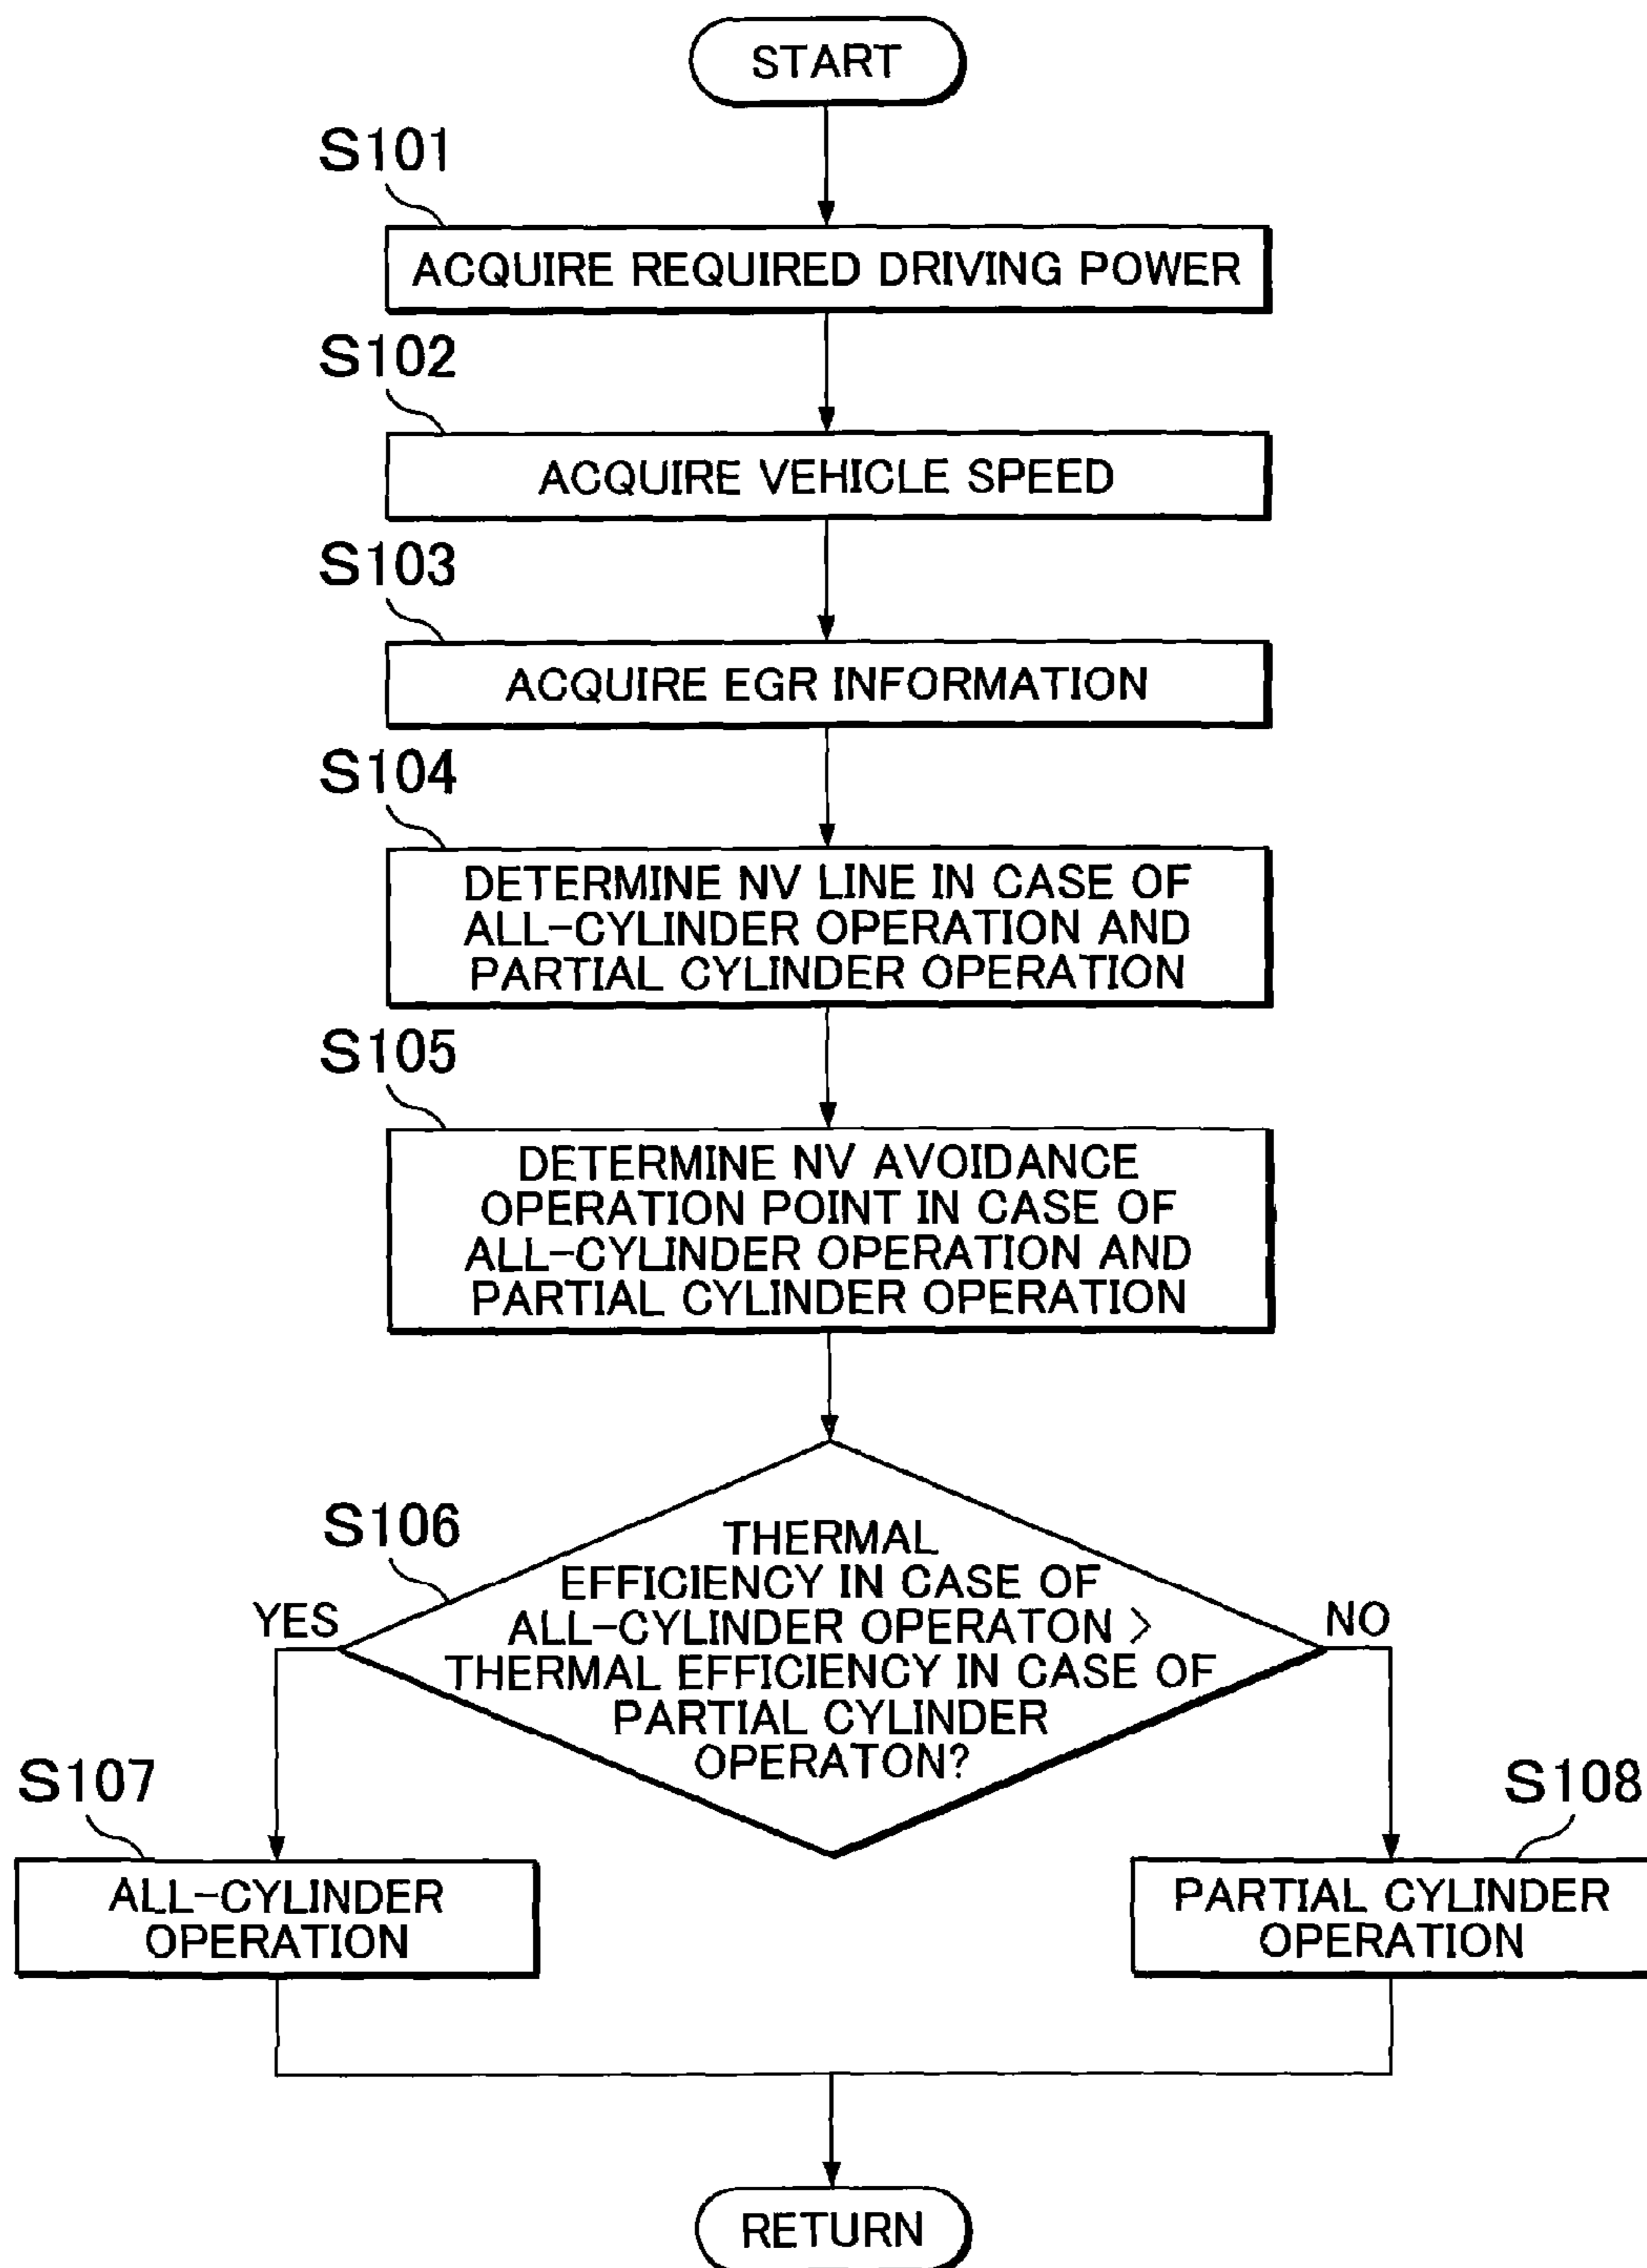 START
S101
ACQUIRE REQUIRED DRIVING POWER
S102
ACQUIRE VEHICLE SPEED
S103
ACQUIRE EGR INFORMATION
S104
DETERMINE NV LINE IN CASE OF
ALL-CYLINDER OPERATION AND
PARTIAL CYLINDER OPERATION
S105
DETERMINE NV AVOIDANCE
OPERATION POINT IN CASE OF
ALL-CYLINDER OPERATION AND
PARTIAL CYLINDER OPERATION
S106
THERMAL
EFFICIENCY IN CASE OF
ALL-CYLINDER OPERATON >
THERMAL EFFICIENCY IN CASE OF
PARTIAL CYLINDER
OPERATON?
YES
NO
S107
ALL-CYLINDER
OPERATION
S108
PARTIAL CYLINDER
OPERATION
RETURN